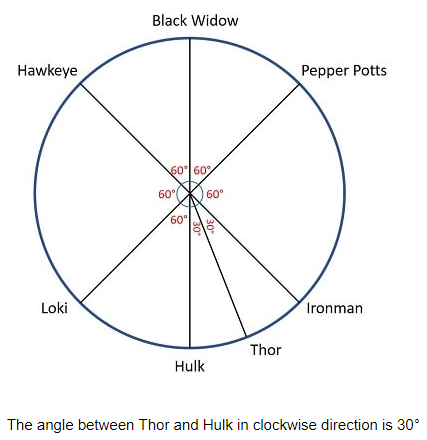 Black Widow
Hawkeye
Pepper Potts
60° 60°
60° 60°
60° 30° 30°
Loki
Ironman
Thor
Hulk
The angle between Thor and Hulk in clockwise direction is 30°